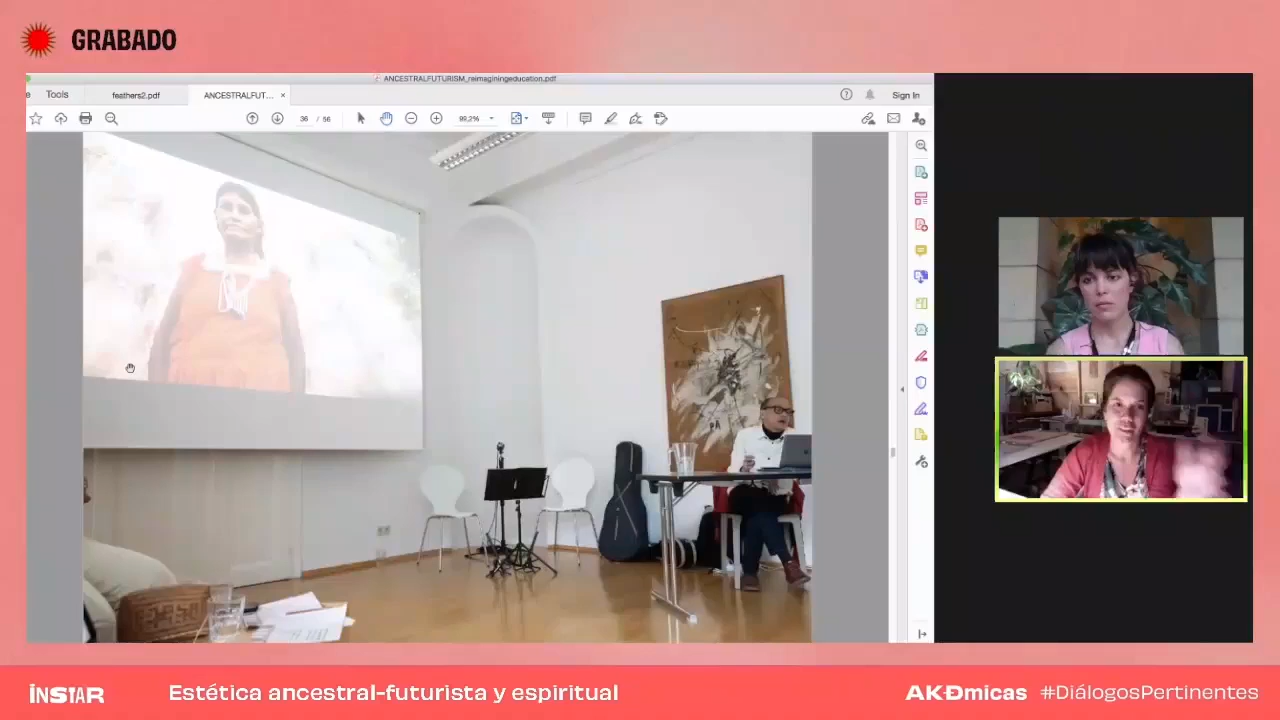 GRABADO
ANCESTRALFUTURISM_reimaginingeducation.pdf
e Tools feathers2.pdf ANCESTRALFUT... × Sign In
36 / 56 99,2%
INSTAR Estética ancestral-futurista y espiritual AKÐmicas #DiálogosPertinentes